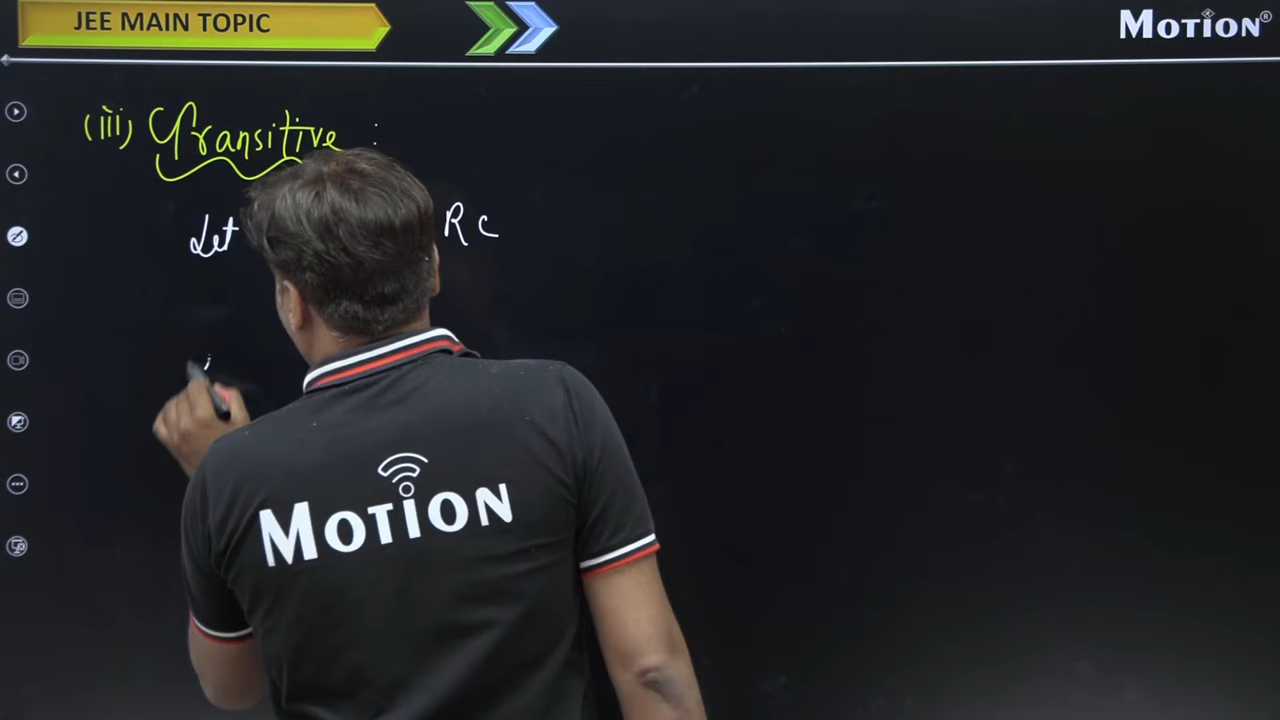 JEE MAIN TOPIC
MOTION®
(iii) Transitive :
Let R c
i
MOTION